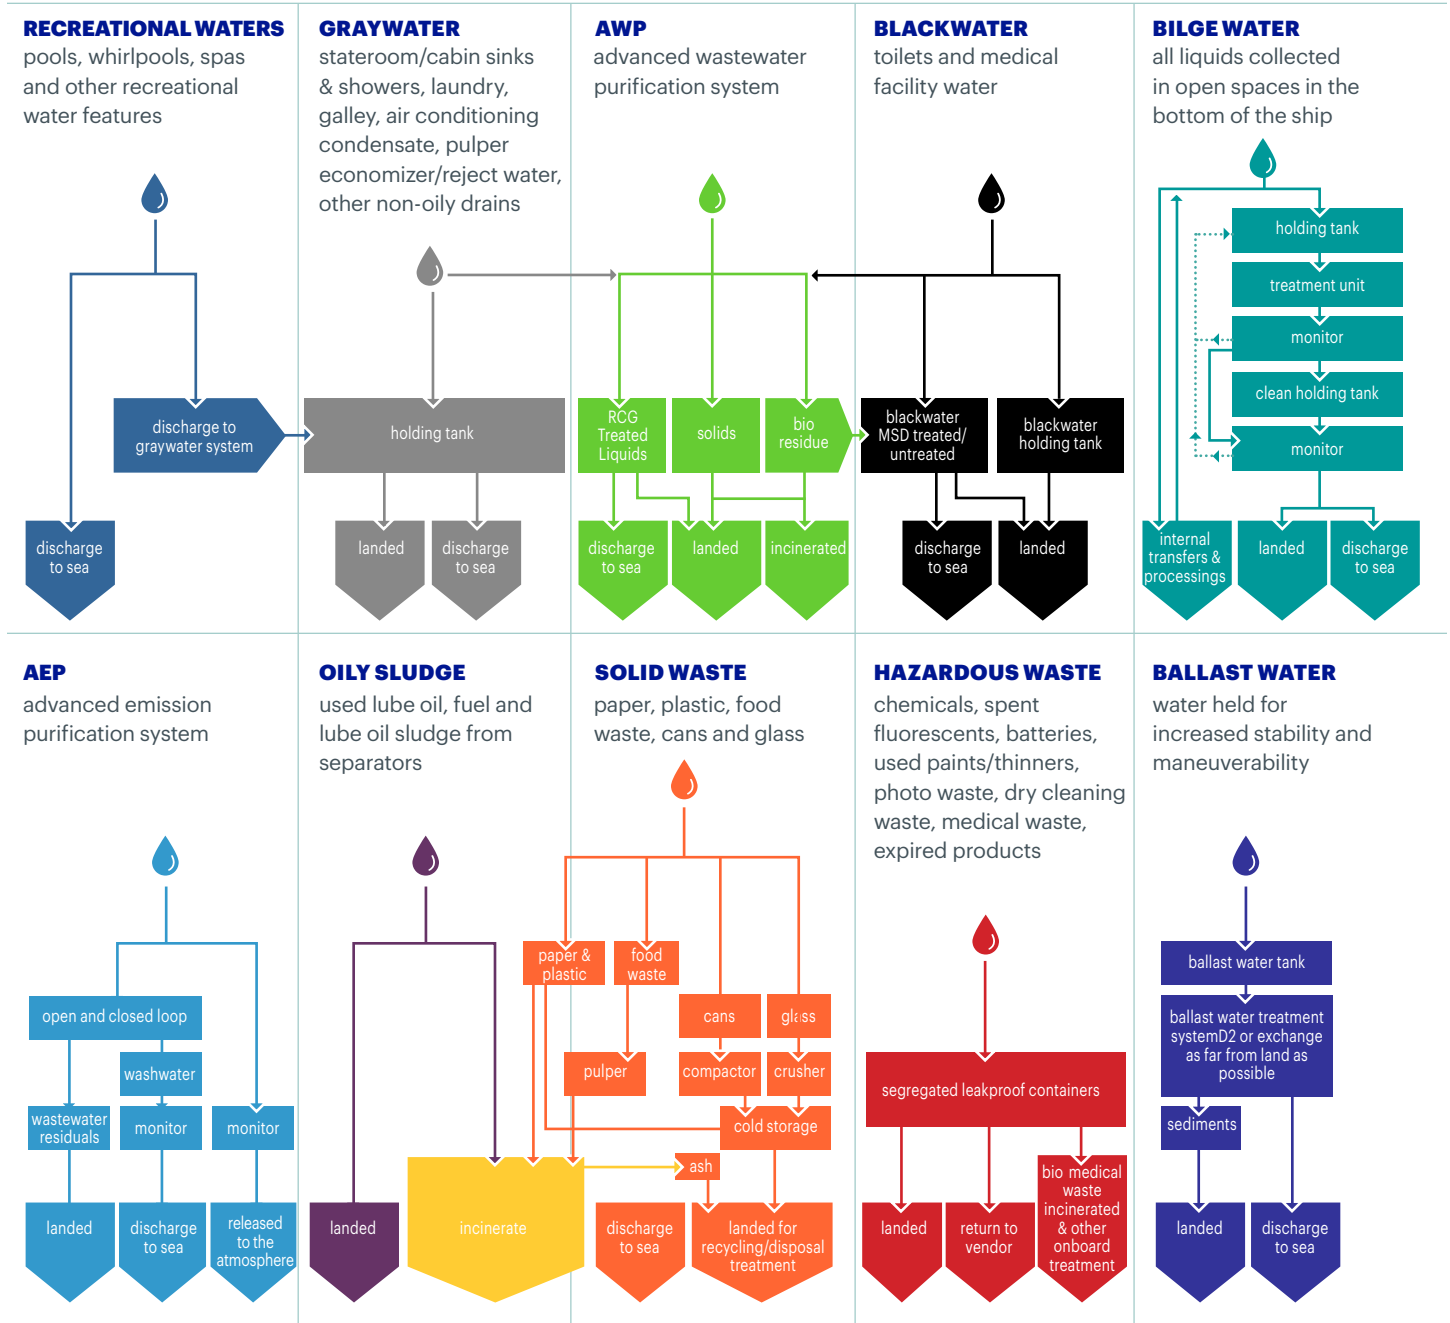 RECREATIONAL WATERS
pools, whirlpools, spas
and other recreational
water features
discharge to
graywater system
discharge
to sea
GRAYWATER
stateroom/cabin sinks
& showers, laundry,
galley, air conditioning
condensate, pulper
economizer/reject water,
other non-oily drains
holding tank
landed
discharge
to sea
AWP
advanced wastewater
purification system
RCG
Treated
Liquids
solids
bio
residue
discharge
to sea
landed
incinerated
BLACKWATER
toilets and medical
facility water
blackwater
MSD treated/
untreated
blackwater
holding tank
discharge
to sea
landed
BILGE WATER
all liquids collected
in open spaces in the
bottom of the ship
holding tank
treatment unit
monitor
clean holding tank
monitor
internal
transfers &
processings
landed
discharge
to sea
AEP
advanced emission
purification system
open and closed loop
washwater
wastewater
residuals
monitor
monitor
landed
discharge
to sea
released
to the
atmosphere
OILY SLUDGE
used lube oil, fuel and
lube oil sludge from
separators
landed
incinerate
SOLID WASTE
paper, plastic, food
waste, cans and glass
paper &
plastic
food
waste
cans
glass
pulper
compactor
crusher
cold storage
ash
discharge
to sea
landed for
recycling/disposal
treatment
HAZARDOUS WASTE
chemicals, spent
fluorescents, batteries,
used paints/thinners,
photo waste, dry cleaning
waste, medical waste,
expired products
segregated leakproof containers
landed
return to
vendor
bio medical
waste
incinerated
& other
onboard
treatment
BALLAST WATER
water held for
increased stability and
maneuverability
ballast water tank
ballast water treatment
systemD2 or exchange
as far from land as
possible
sediments
landed
discharge
to sea